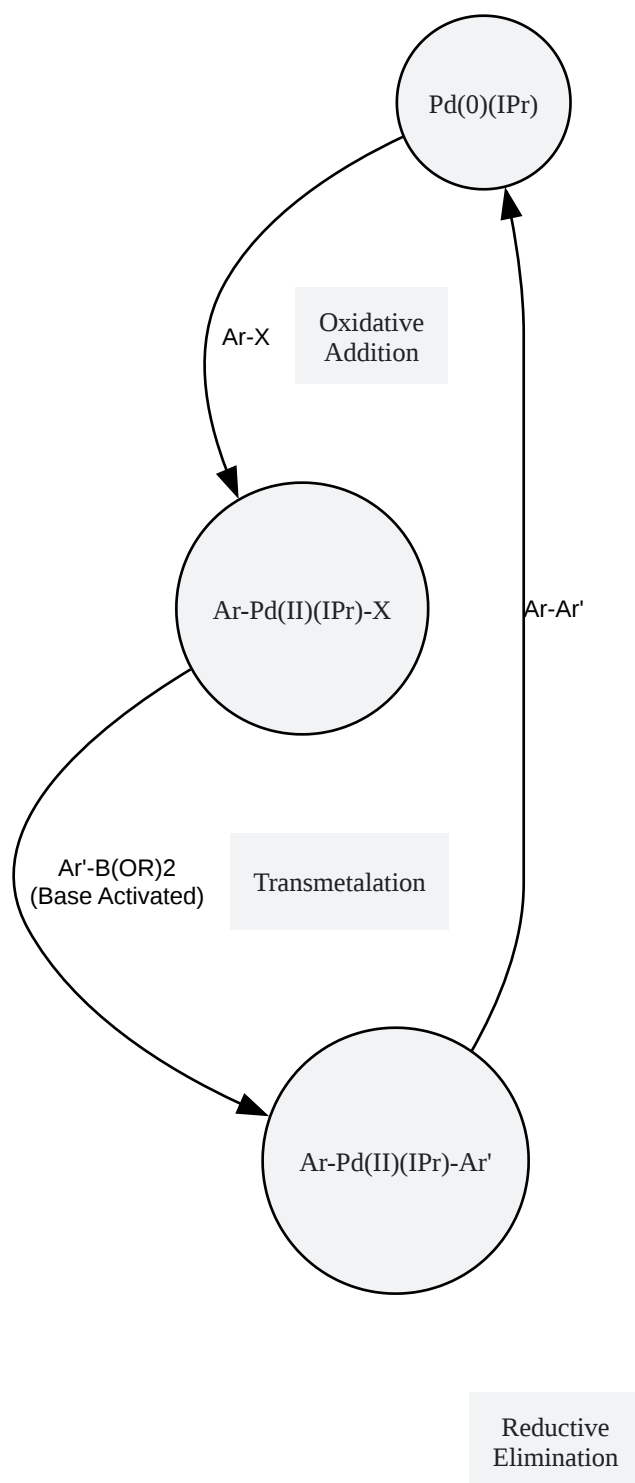 Pd(0)(IPr)
Oxidative
Addition
Ar-X
Ar-Pd(II)(IPr)-X
Ar-Ar'
Ar'-B(OR)2
(Base Activated)
Transmetalation
Ar-Pd(II)(IPr)-Ar'
Reductive
Elimination